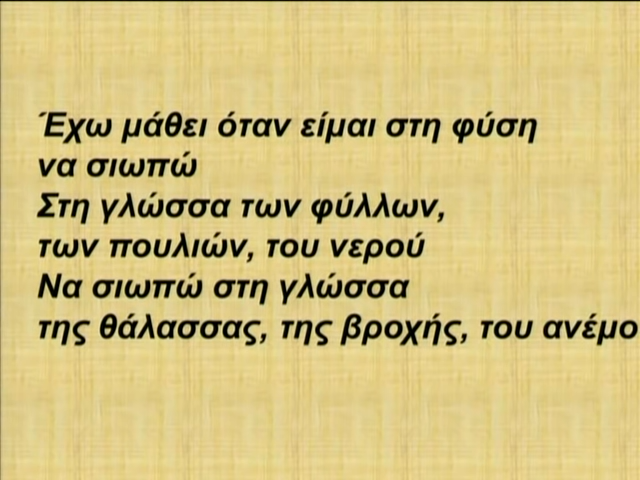 Έχω μάθει όταν είμαι στη φύση
να σιωπώ
Στη γλώσσα των φύλλων,
των πουλιών, του νερού
Να σιωπώ στη γλώσσα
της θάλασσας, της βροχής, του ανέμο